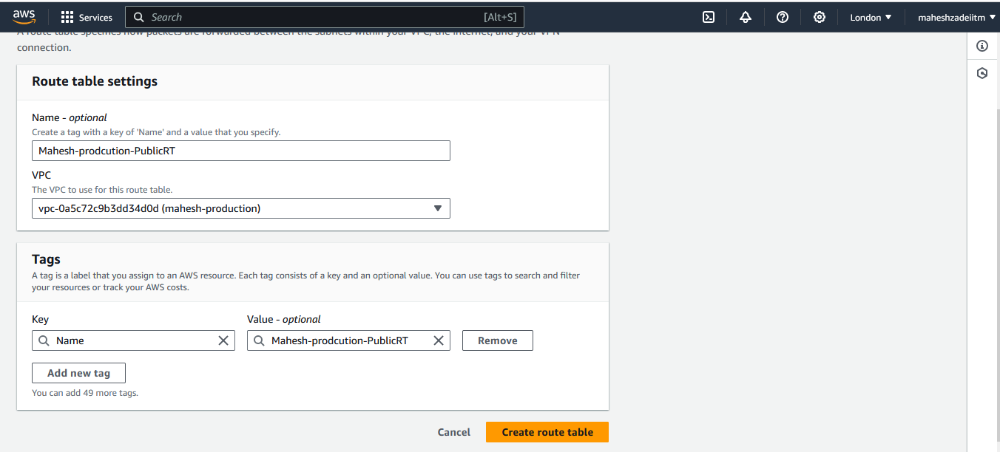 aws
Services
Search
[Alt+S]
London
maheshzadeiitm
A route table specifies how packets are forwarded between the subnets within your VPC, the internet, and your VPN
connection.
Route table settings
Name - optional
Create a tag with a key of 'Name' and a value that you specify.
Mahesh-prodcution-PublicRT
VPC
The VPC to use for this route table.
vpc-0a5c72c9b3dd34d0d (mahesh-production)
Tags
A tag is a label that you assign to an AWS resource. Each tag consists of a key and an optional value. You can use tags to search and filter
your resources or track your AWS costs.
Key
Value - optional
Name
Mahesh-prodcution-PublicRT
Remove
Add new tag
You can add 49 more tags.
Cancel
Create route table